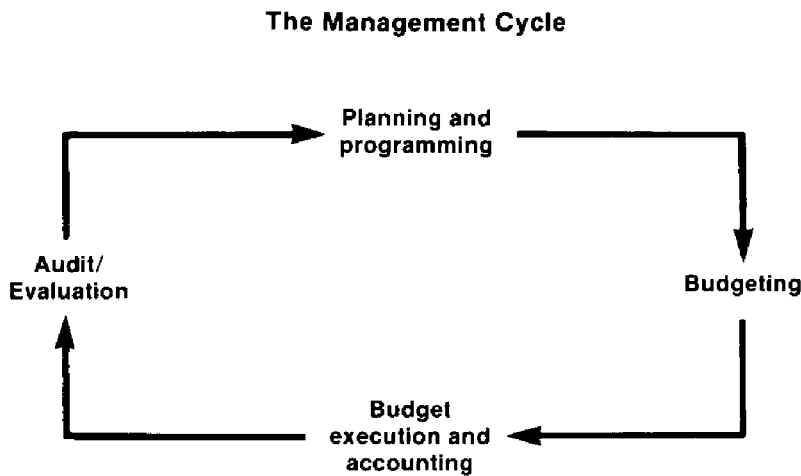 The Management Cycle
Planning and
programming
Audit/
Evaluation
Budgeting
Budget
execution and
accounting